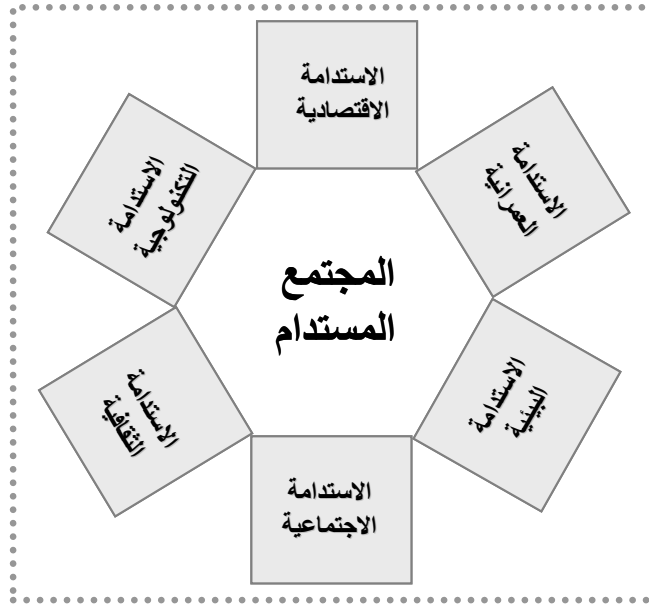 الاستدامة
الاقتصادية
الاستدامة
العمرانية
الاستدامة
البيئية
الاستدامة
الاجتماعية
الاستدامة
الثقافية
الاستدامة
التكنولوجية
المجتمع
المستدام